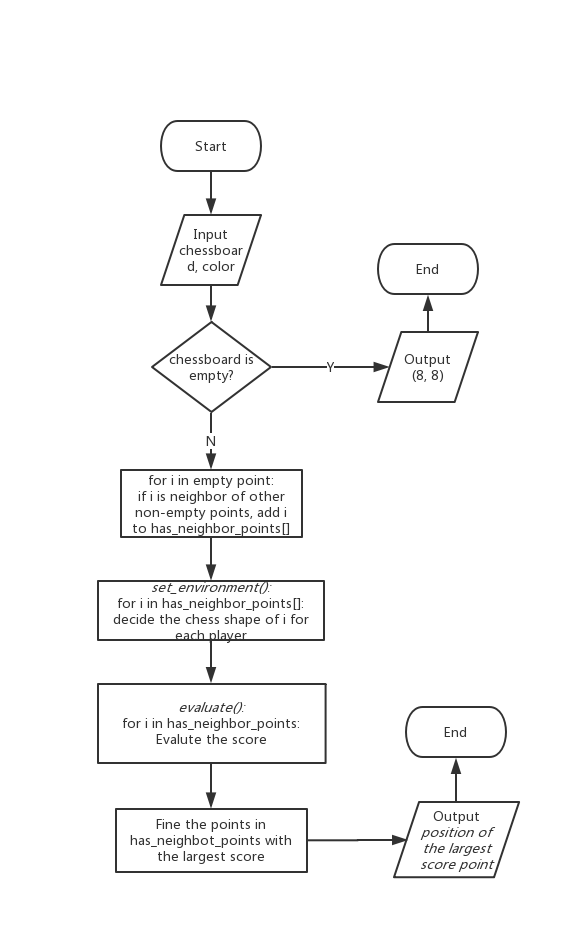 Start
Input
chessboar
d, color
End
chessboard is
empty?
Y
Output
(8, 8)
N
for i in empty point:
if i is neighbor of other
non-empty points, add i
to has_neighbor_points[]
set_environment():
for i in has_neighbor_points[]:
decide the chess shape of i for
each player
evaluate():
for i in has_neighbor_points:
Evalute the score
End
Fine the points in
has_neighbot_points with
the largest score
Output
position of
the largest
score point